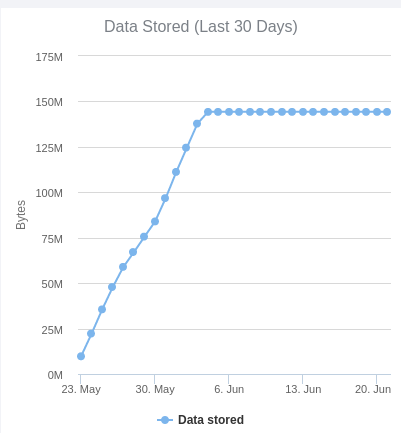 Data Stored (Last 30 Days)
175M
150M
125M
100M
75M
50M
25M
0M
Bytes
23. May 30. May 6. Jun 13. Jun 20. Jun
Data stored